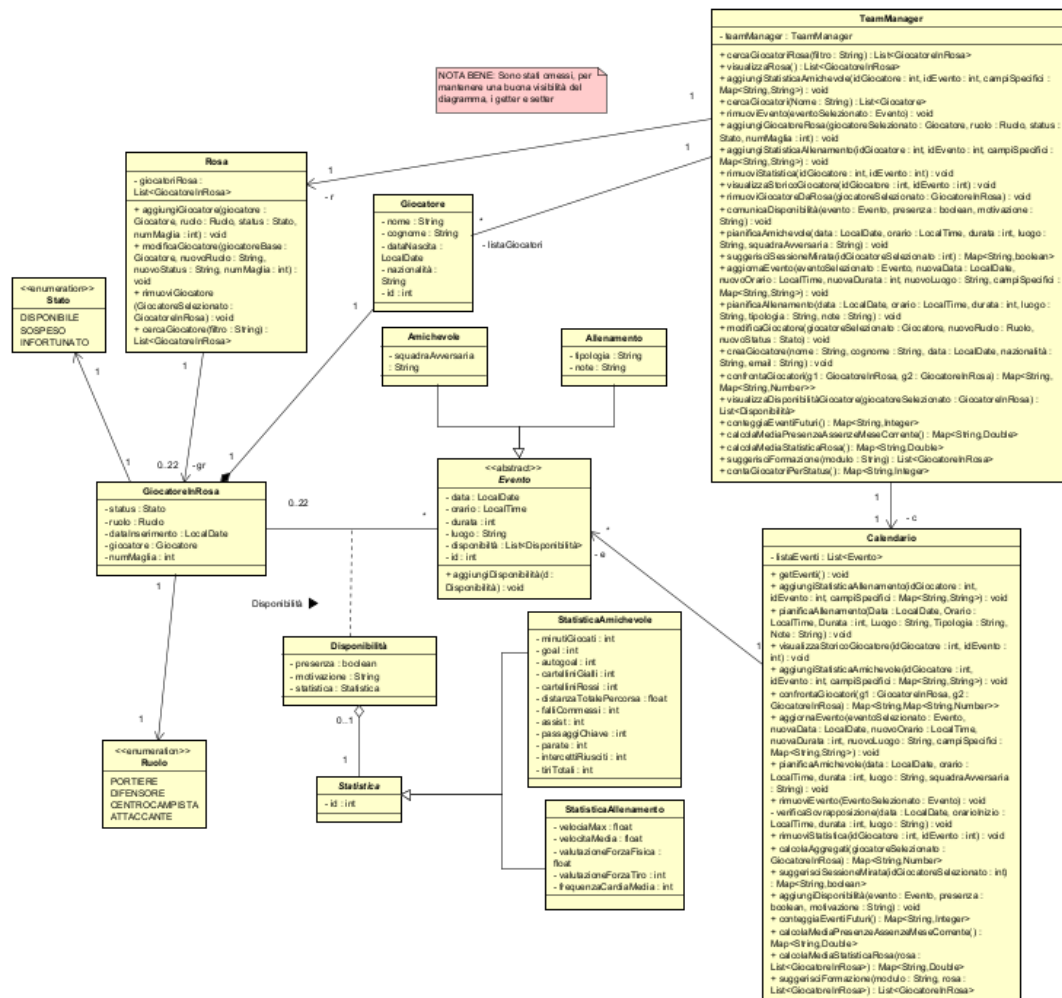 TeamManager
- teamManager : TeamManager
+ cercaGiocatoriRosa(filtro : String) : List<GiocatoreInRosa>
+ visualizzaRosa() : List<GiocatoreInRosa>
+ aggiungiStatisticaAmichevole(idGiocatore : int, idEvento : int, campiSpecifici :
Map<String,String>) : void
+ cercaGiocatori(Nome : String) : List<Giocatore>
+ rimuoviEvento(eventoSelezionato : Evento) : void
+ aggiungiGiocatoreRosa(giocatoreSelezionato : Giocatore, ruolo : Ruolo, status :
Stato, numMaglia : int) : void
+ aggiungiStatisticaAllenamento(idGiocatore : int, idEvento : int, campiSpecifici :
Map<String,String>) : void
+ rimuoviStatistica(idGiocatore : int, idEvento : int) : void
+ visualizzaStoricoGiocatore(idGiocatore : int, idEvento : int) : void
+ rimuoviGiocatoreDaRosa(giocatoreSelezionato : GiocatoreInRosa) : void
+ comunicaDisponibilità(evento : Evento, presenza : boolean, motivazione :
String) : void
+ pianificaAmichevole(data : LocalDate, orario : LocalTime, durata : int, luogo :
String, squadraAvversaria : String) : void
+ suggerisciSessioneMirata(idGiocatoreSelezionato : int) : Map<String,boolean>
+ aggiornaEvento(eventoSelezionato : Evento, nuovaData : LocalDate,
nuovoOrario : LocalTime, nuovaDurata : int, nuovoLuogo : String, campiSpecifici :
Map<String,String>) : void
+ pianificaAllenamento(data : LocalDate, orario : LocalTime, durata : int, luogo :
String, tipologia : String, note : String) : void
+ modificaGiocatore(giocatoreSelezionato : Giocatore, nuovoRuolo : Ruolo,
nuovoStatus : Stato) : void
+ creaGiocatore(nome : String, cognome : String, data : LocalDate, nazionalità :
String, email : String) : void
+ confrontaGiocatori(g1 : GiocatoreInRosa, g2 : GiocatoreInRosa) : Map<String,
Map<String,Number>>
+ visualizzaDisponibilitàGiocatore(giocatoreSelezionato : GiocatoreInRosa) :
List<Disponibilità>
+ conteggiaEventiFuturi() : Map<String,Integer>
+ calcolaMediaPresenzeAssenzeMeseCorrente() : Map<String,Double>
+ calcolaMediaStatisticaRosa() : Map<String,Double>
+ suggerisciFormazione(modulo : String) : List<GiocatoreInRosa>
+ contaGiocatoriPerStatus() : Map<String,Integer>
NOTA BENE: Sono stati omessi, per
mantenere una buona visibilità del
diagramma, i getter e setter
1
1
1
- r
*
- listaGiocatori
Rosa
- giocatoriRosa :
List<GiocatoreInRosa>
+ aggiungiGiocatore(giocatore :
Giocatore, ruolo : Ruolo, status : Stato,
numMaglia : int) : void
+ modificaGiocatore(giocatoreBase :
Giocatore, nuovoRuolo : String,
nuovoStatus : String, numMaglia : int) :
void
+ rimuoviGiocatore
(GiocatoreSelezionato :
GiocatoreInRosa) : void
+ cercaGiocatore(filtro : String) :
List<GiocatoreInRosa>
Giocatore
- nome : String
- cognome : String
- dataNascita :
LocalDate
- nazionalità :
String
- id : int
<<enumeration>>
Stato
DISPONIBILE
SOSPESO
INFORTUNATO
1
1
1
1
0..22
- gr
Amichevole
- squadraAvversaria
: String
Allenamento
- tipologia : String
- note : String
<<abstract>>
Evento
- data : LocalDate
- orario : LocalTime
- durata : int
- luogo : String
- disponibiltà : List<Disponibilità>
- id : int
+ aggiungiDisponibilità(d :
Disponibilità) : void
GiocatoreInRosa
- status : Stato
- ruolo : Ruolo
- dataInserimento : LocalDate
- giocatore : Giocatore
- numMaglia : int
0..22
*
*
- e
1
1
1
- c
1
1
Disponibilità
Disponibilità
- presenza : boolean
- motivazione : String
- statistica : Statistica
0..1
1
Statistica
- id : int
<<enumeration>>
Ruolo
PORTIERE
DIFENSORE
CENTROCAMPISTA
ATTACCANTE
StatisticaAmichevole
- minutiGiocati : int
- goal : int
- autogoal : int
- cartelliniGialli : int
- cartelliniRossi : int
- distanzaTotalePercorsa : float
- falliCommessi : int
- assist : int
- passaggiChiave : int
- parate : int
- intercettiRiusciti : int
- tiriTotali : int
StatisticaAllenamento
- velociaMax : float
- velocitaMedia : float
- valutazioneForzaFisica :
float
- valutazioneForzaTiro : int
- frequenzaCardiaMedia : int
Calendario
- listaEventi : List<Evento>
+ getEventi() : void
+ aggiungiStatisticaAllenamento(idGiocatore : int,
idEvento : int, campiSpecifici : Map<String,String>) : void
+ pianificaAllenamento(Data : LocalDate, Orario :
LocalTime, Durata : int, Luogo : String, Tipologia : String,
Note : String) : void
+ visualizzaStoricoGiocatore(idGiocatore : int, idEvento :
int) : void
+ aggiungiStatisticaAmichevole(idGiocatore : int,
idEvento : int, campiSpecifici : Map<String,String>) : void
+ confrontaGiocatori(g1 : GiocatoreInRosa, g2 :
GiocatoreInRosa) : Map<String,Map<String,Number>>
+ aggiornaEvento(eventoSelezionato : Evento,
nuovaData : LocalDate, nuovoOrario : LocalTime,
nuovaDurata : int, nuovoLuogo : String, campiSpecifici :
Map<String,String>) : void
+ pianificaAmichevole(data : LocalDate, orario :
LocalTime, durata : int, luogo : String, squadraAvversaria
: String) : void
+ rimuoviEvento(EventoSelezionato : Evento) : void
- verificaSovrapposizione(data : LocalDate, orarioInizio :
LocalTime, durata : int, luogo : String) : void
+ rimuoviStatistica(idGiocatore : int, idEvento : int) : void
+ calcolaAggregati(giocatoreSelezionato :
GiocatoreInRosa) : Map<String,Number>
+ suggerisciSessioneMirata(idGiocatoreSelezionato : int)
: Map<String,boolean>
+ aggiungiDisponibilità(evento : Evento, presenza :
boolean, motivazione : String) : void
+ conteggiaEventiFuturi() : Map<String,Integer>
+ calcolaMediaPresenzeAssenzeMeseCorrente() :
Map<String,Double>
+ calcolaMediaStatisticaRosa(rosa :
List<GiocatoreInRosa>) : Map<String,Double>
+ suggerisciFormazione(modulo : String, rosa :
List<GiocatoreInRosa>) : List<GiocatoreInRosa>